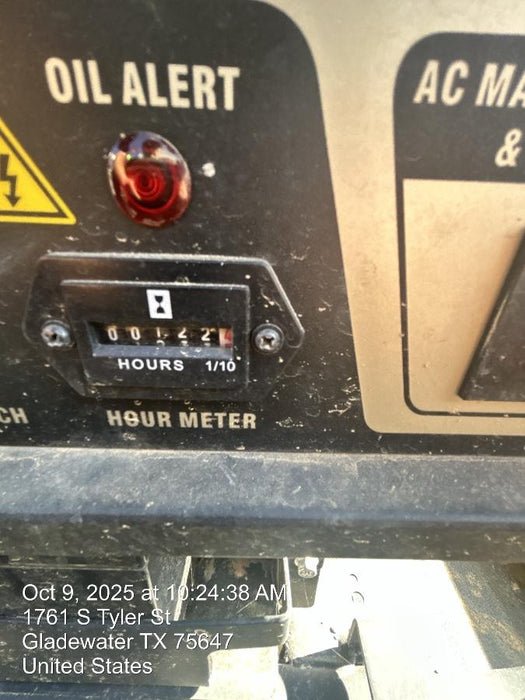 OIL ALERT
AC MA
&
0 0 1 2 2
HOURS 1/10
CH
HOUR METER
Oct 9, 2025 at 10:24:38 AM
1761 S Tyler St
Gladewater TX 75647
United States